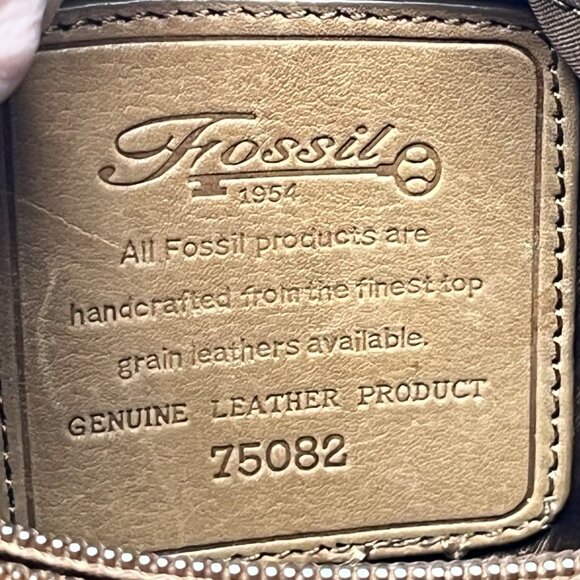 Fossil
1954
All Fossil products are
handcrafted from the finest top
grain leathers available.
GENUINE LEATHER PRODUCT
75082